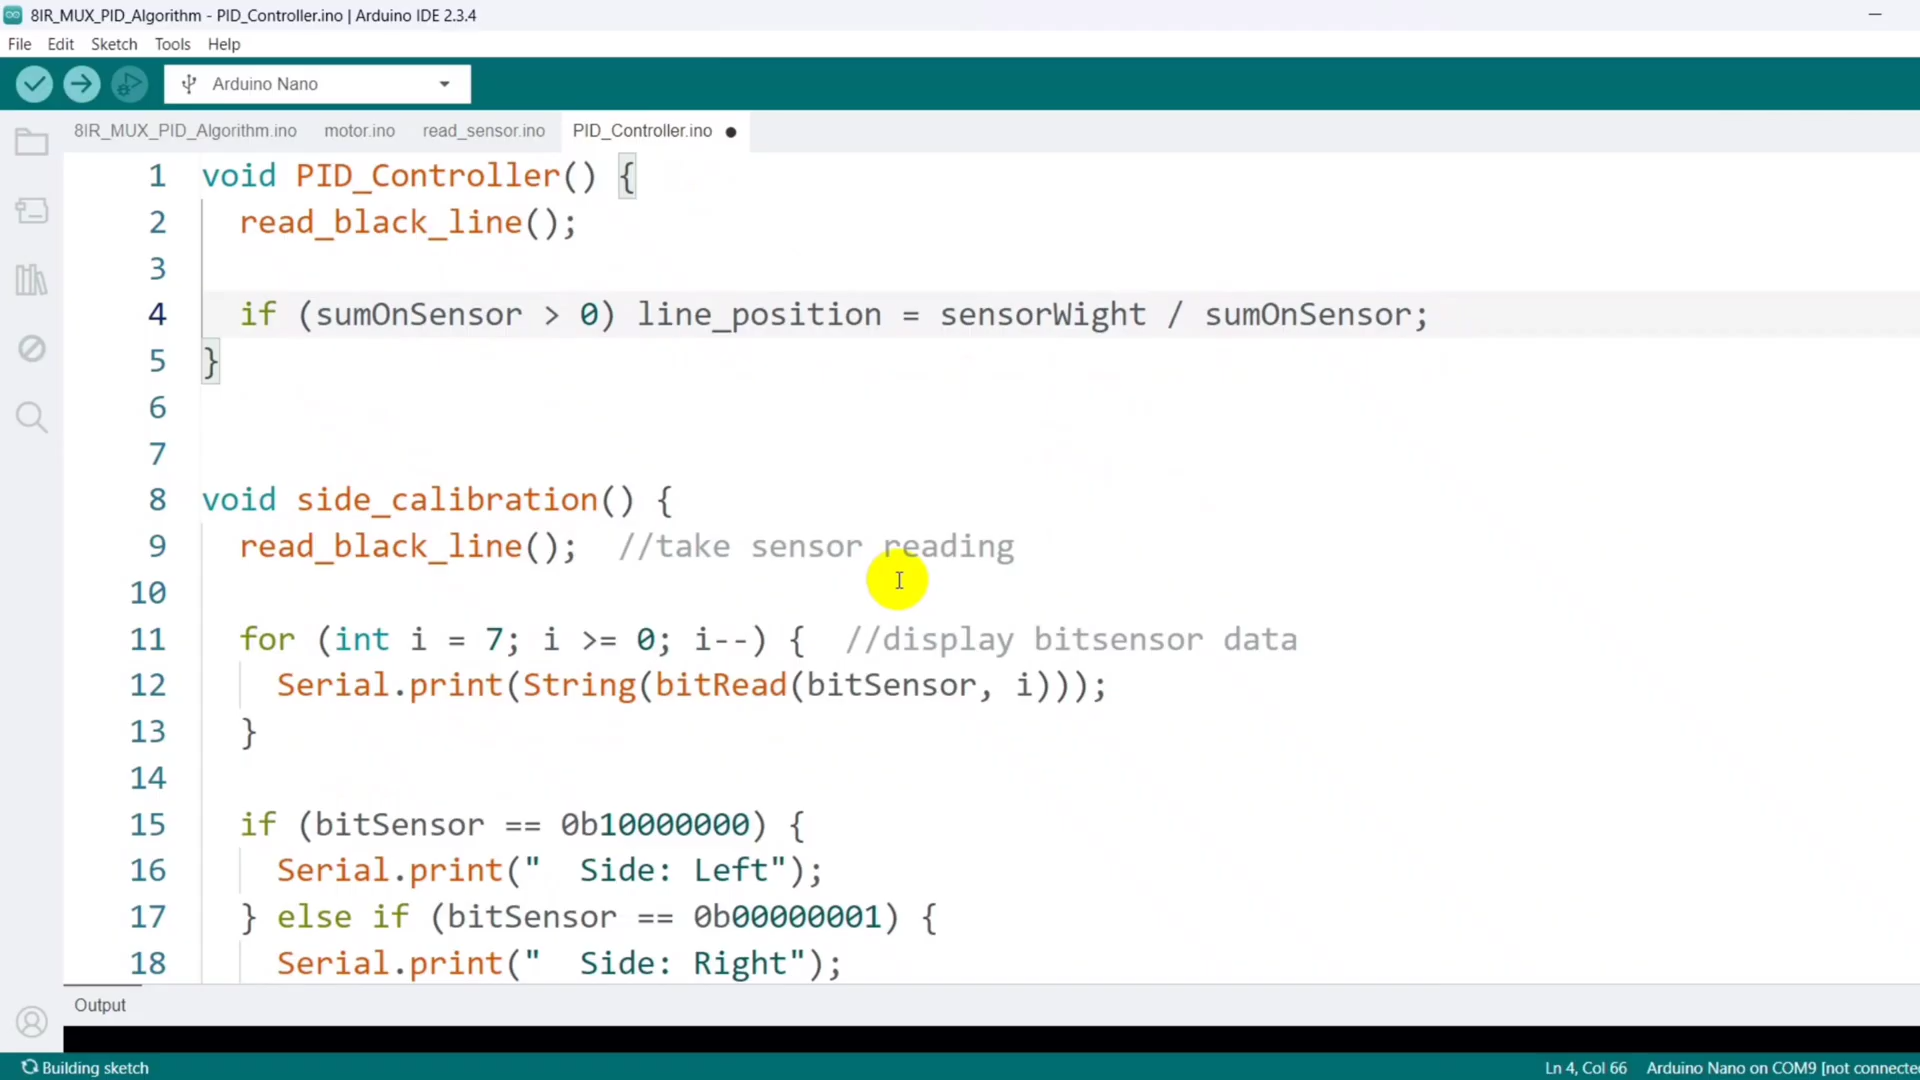 8IR_MUX_PID_Algorithm - PID_Controller.ino | Arduino IDE 2.3.4
File Edit Sketch Tools Help
Arduino Nano
8IR_MUX_PID_Algorithm.ino motor.ino read_sensor.ino PID_Controller.ino
1 void PID_Controller() {
2 read_black_line();
3
4 if (sumOnSensor > 0) line_position = sensorWight / sumOnSensor;
5 }
6
7
8 void side_calibration() {
9 read_black_line(); //take sensor reading
10
11 for (int i = 7; i >= 0; i--) { //display bitsensor data
12 Serial.print(String(bitRead(bitSensor, i)));
13 }
14
15 if (bitSensor == 0b10000000) {
16 Serial.print("  Side: Left");
17 } else if (bitSensor == 0b00000001) {
18 Serial.print("  Side: Right");
Output
Building sketch Ln 4, Col 66 Arduino Nano on COM9 [not connected